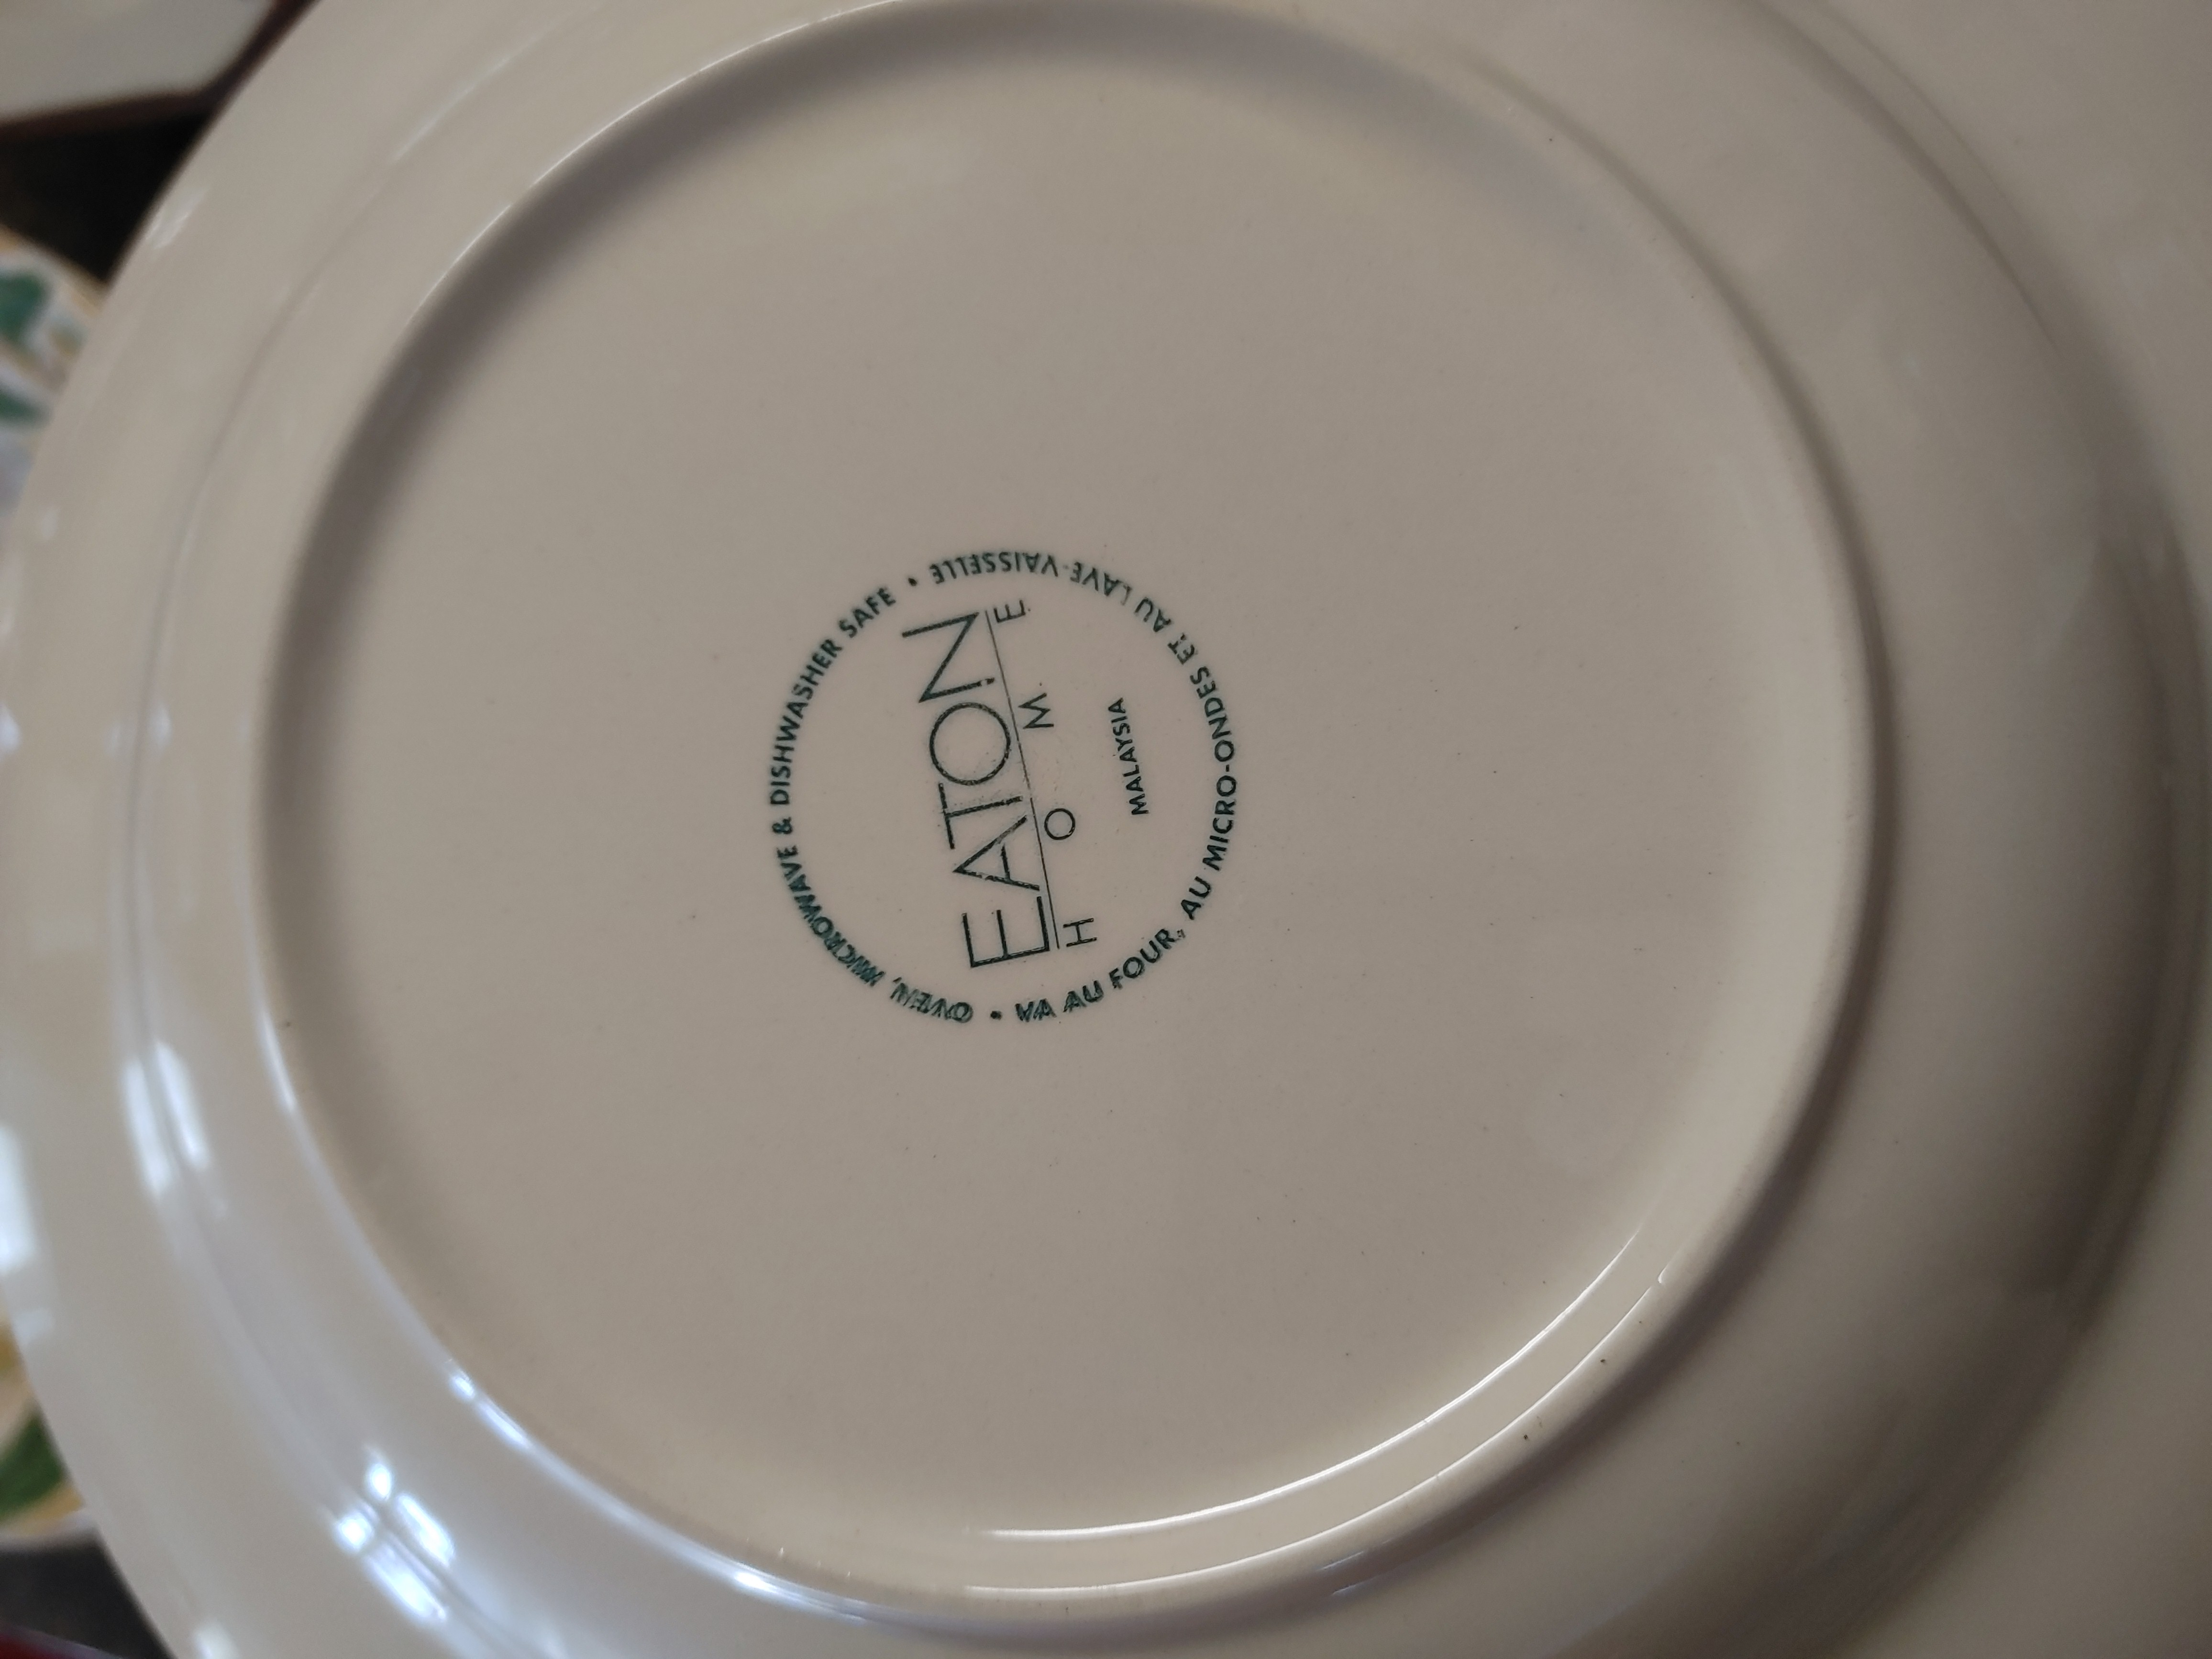 OVEN, MICROWAVE & DISHWASHER SAFE •
EATON
HOME
MALAYSIA
VA AU FOUR, AU MICRO-ONDES ET AU LAVE-VAISSELLE •